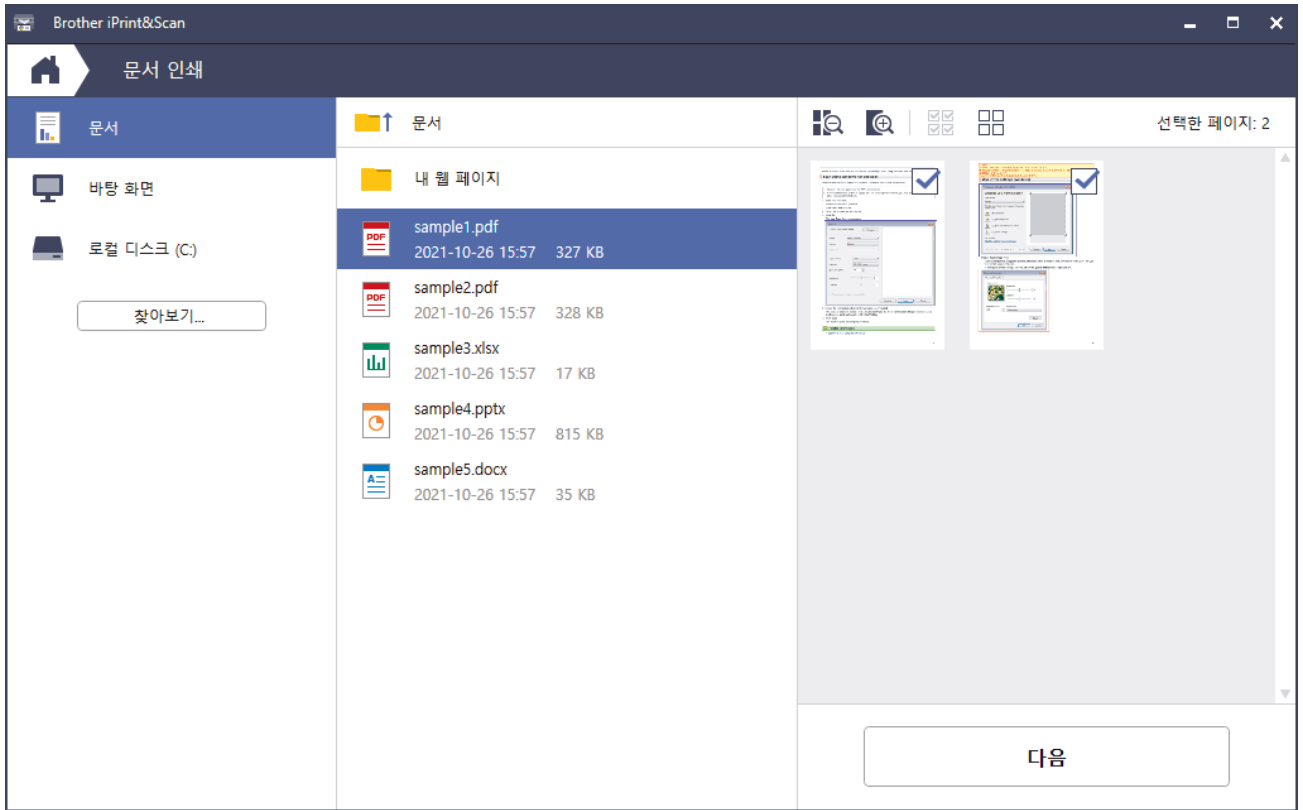 Brother iPrint&Scan
문서 인쇄
문서
바탕 화면
로컬 디스크 (C:)
찾아보기...
문서
내 웹 페이지
PDF
sample1.pdf
2021-10-26 15:57 327 KB
PDF
sample2.pdf
2021-10-26 15:57 328 KB
sample3.xlsx
2021-10-26 15:57 17 KB
sample4.pptx
2021-10-26 15:57 815 KB
A
sample5.docx
2021-10-26 15:57 35 KB
선택한 페이지: 2
다음